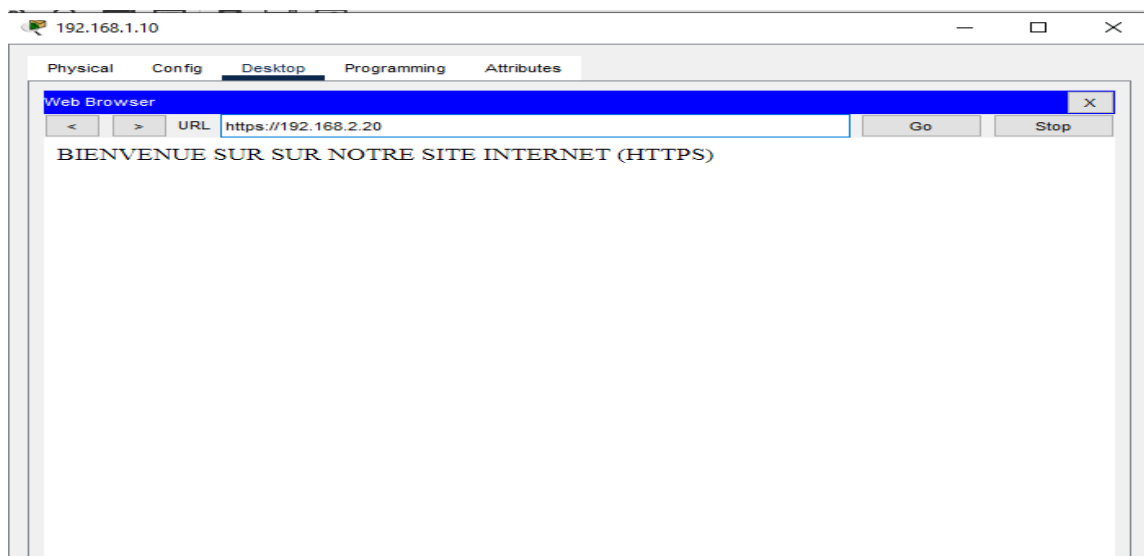 192.168.1.10
Physical Config Desktop Programming Attributes
Web Browser X
< > URL https://192.168.2.20 Go Stop
BIENVENUE SUR SUR NOTRE SITE INTERNET (HTTPS)